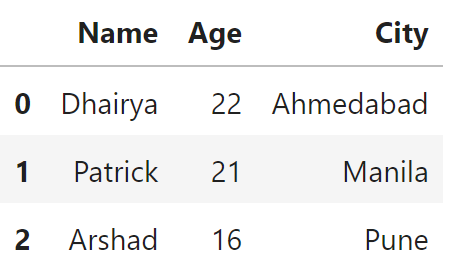 Name Age City
0 Dhairya 22 Ahmedabad
1 Patrick 21 Manila
2 Arshad 16 Pune